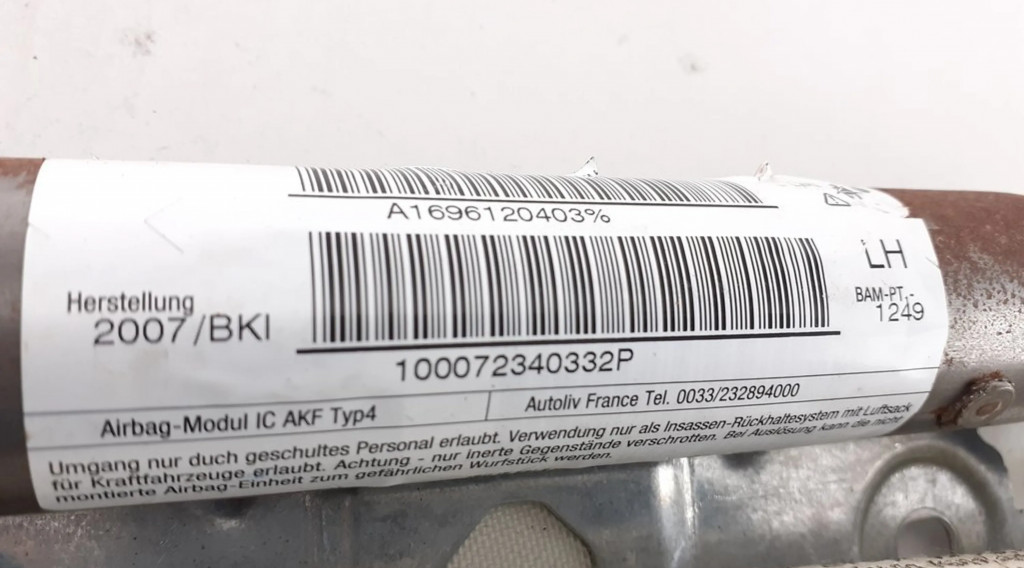 A1696120403%
LH
BAM-PT.-
1249
Herstellung
2007/BKI
100072340332P
Airbag-Modul IC AKF Typ4
Autoliv France Tel. 0033/232894000
Umgang nur duch geschultes Personal erlaubt. Verwendung nur als Insassen-Rückhaltesystem mit Luftsack
für Kraftfahrzeuge erlaubt. Achtung - nur inerte Gegenstände verschrotten. Bei Auslösung kann die nicht
montierte Airbag-Einheit zum gefährlichen Wurfstück werden.